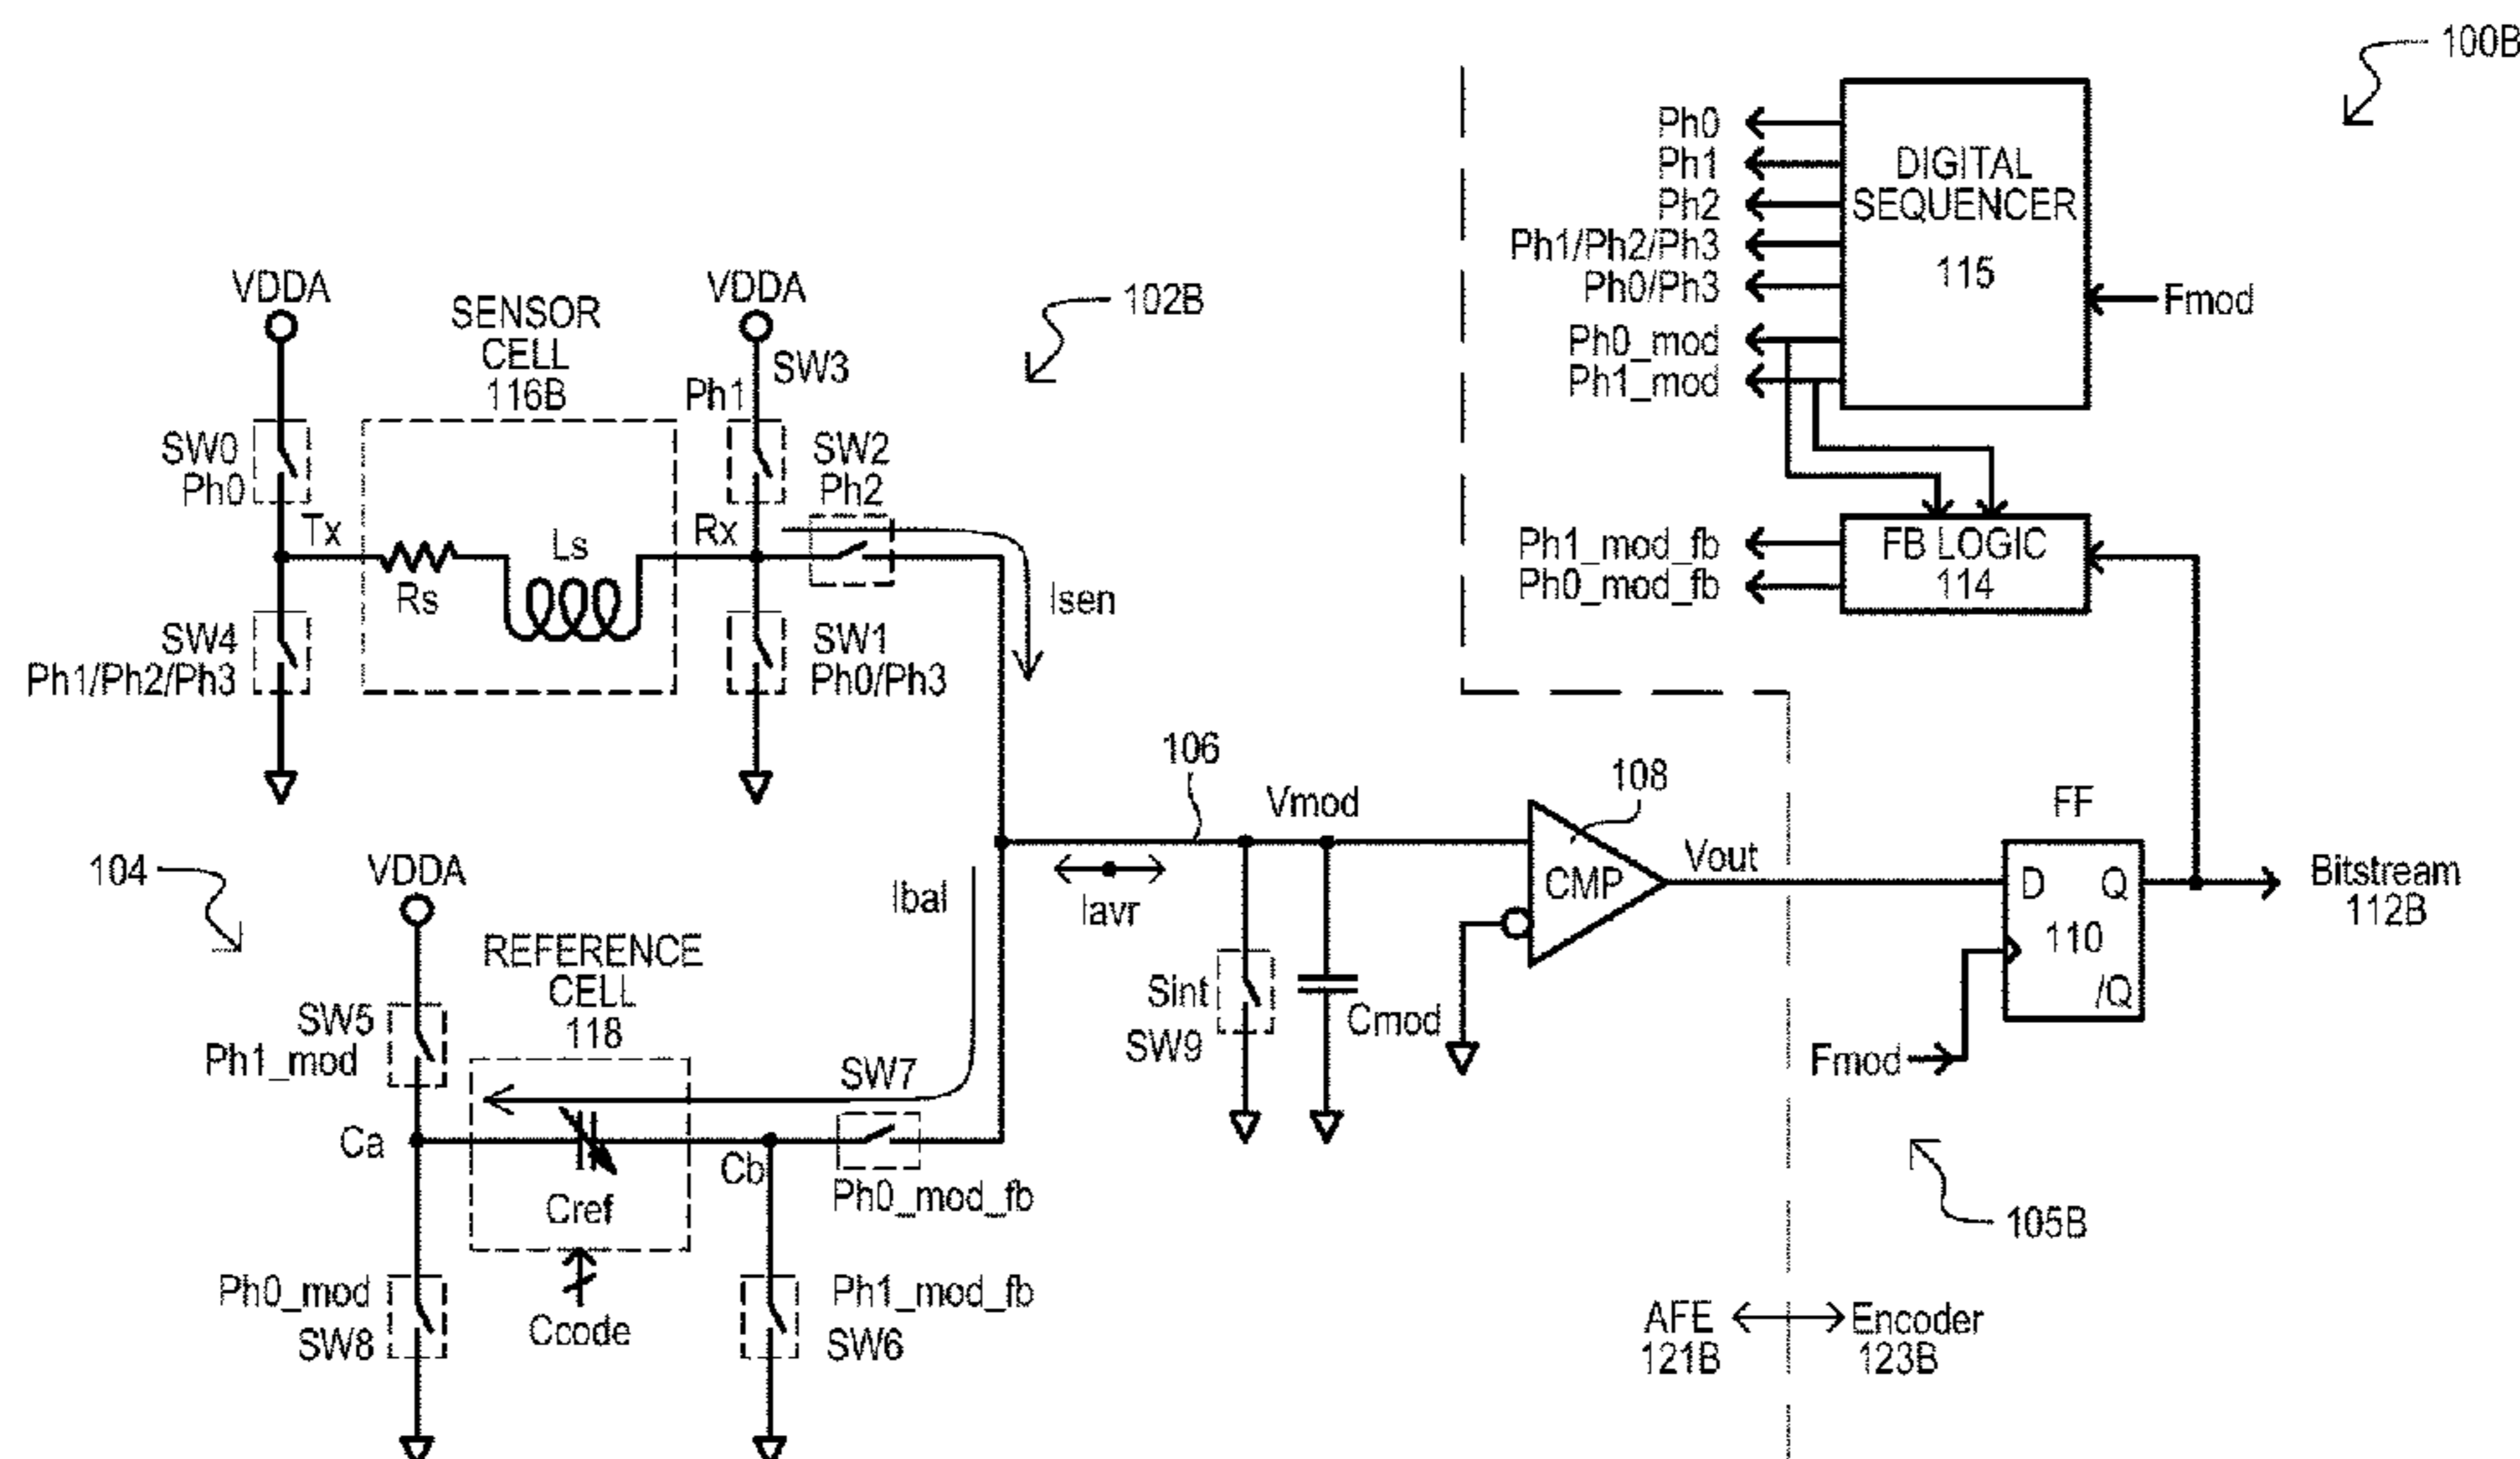 100B
Ph0
Ph1
Ph2
Ph1/Ph2/Ph3
Ph0/Ph3
Ph0_mod
Ph1_mod
DIGITAL
SEQUENCER
115
Fmod
VDDA
SENSOR
CELL
116B
VDDA
SW3
Ph1
102B
SW0
Ph0
SW2
Ph2
Tx
Rs
Ls
Rx
Isen
SW4
Ph1/Ph2/Ph3
SW1
Ph0/Ph3
Ph1_mod_fb
Ph0_mod_fb
FB LOGIC
114
106
Vmod
108
CMP
Vout
FF
D
Q
110
/Q
Bitstream
112B
104
VDDA
Ibal
Iavr
REFERENCE
CELL
118
SW5
Ph1_mod
SW7
Sint
SW9
Cmod
Fmod
Ca
Cb
Cref
Ph0_mod_fb
105B
Ph0_mod
SW8
Ccode
Ph1_mod_fb
SW6
AFE
121B
Encoder
123B